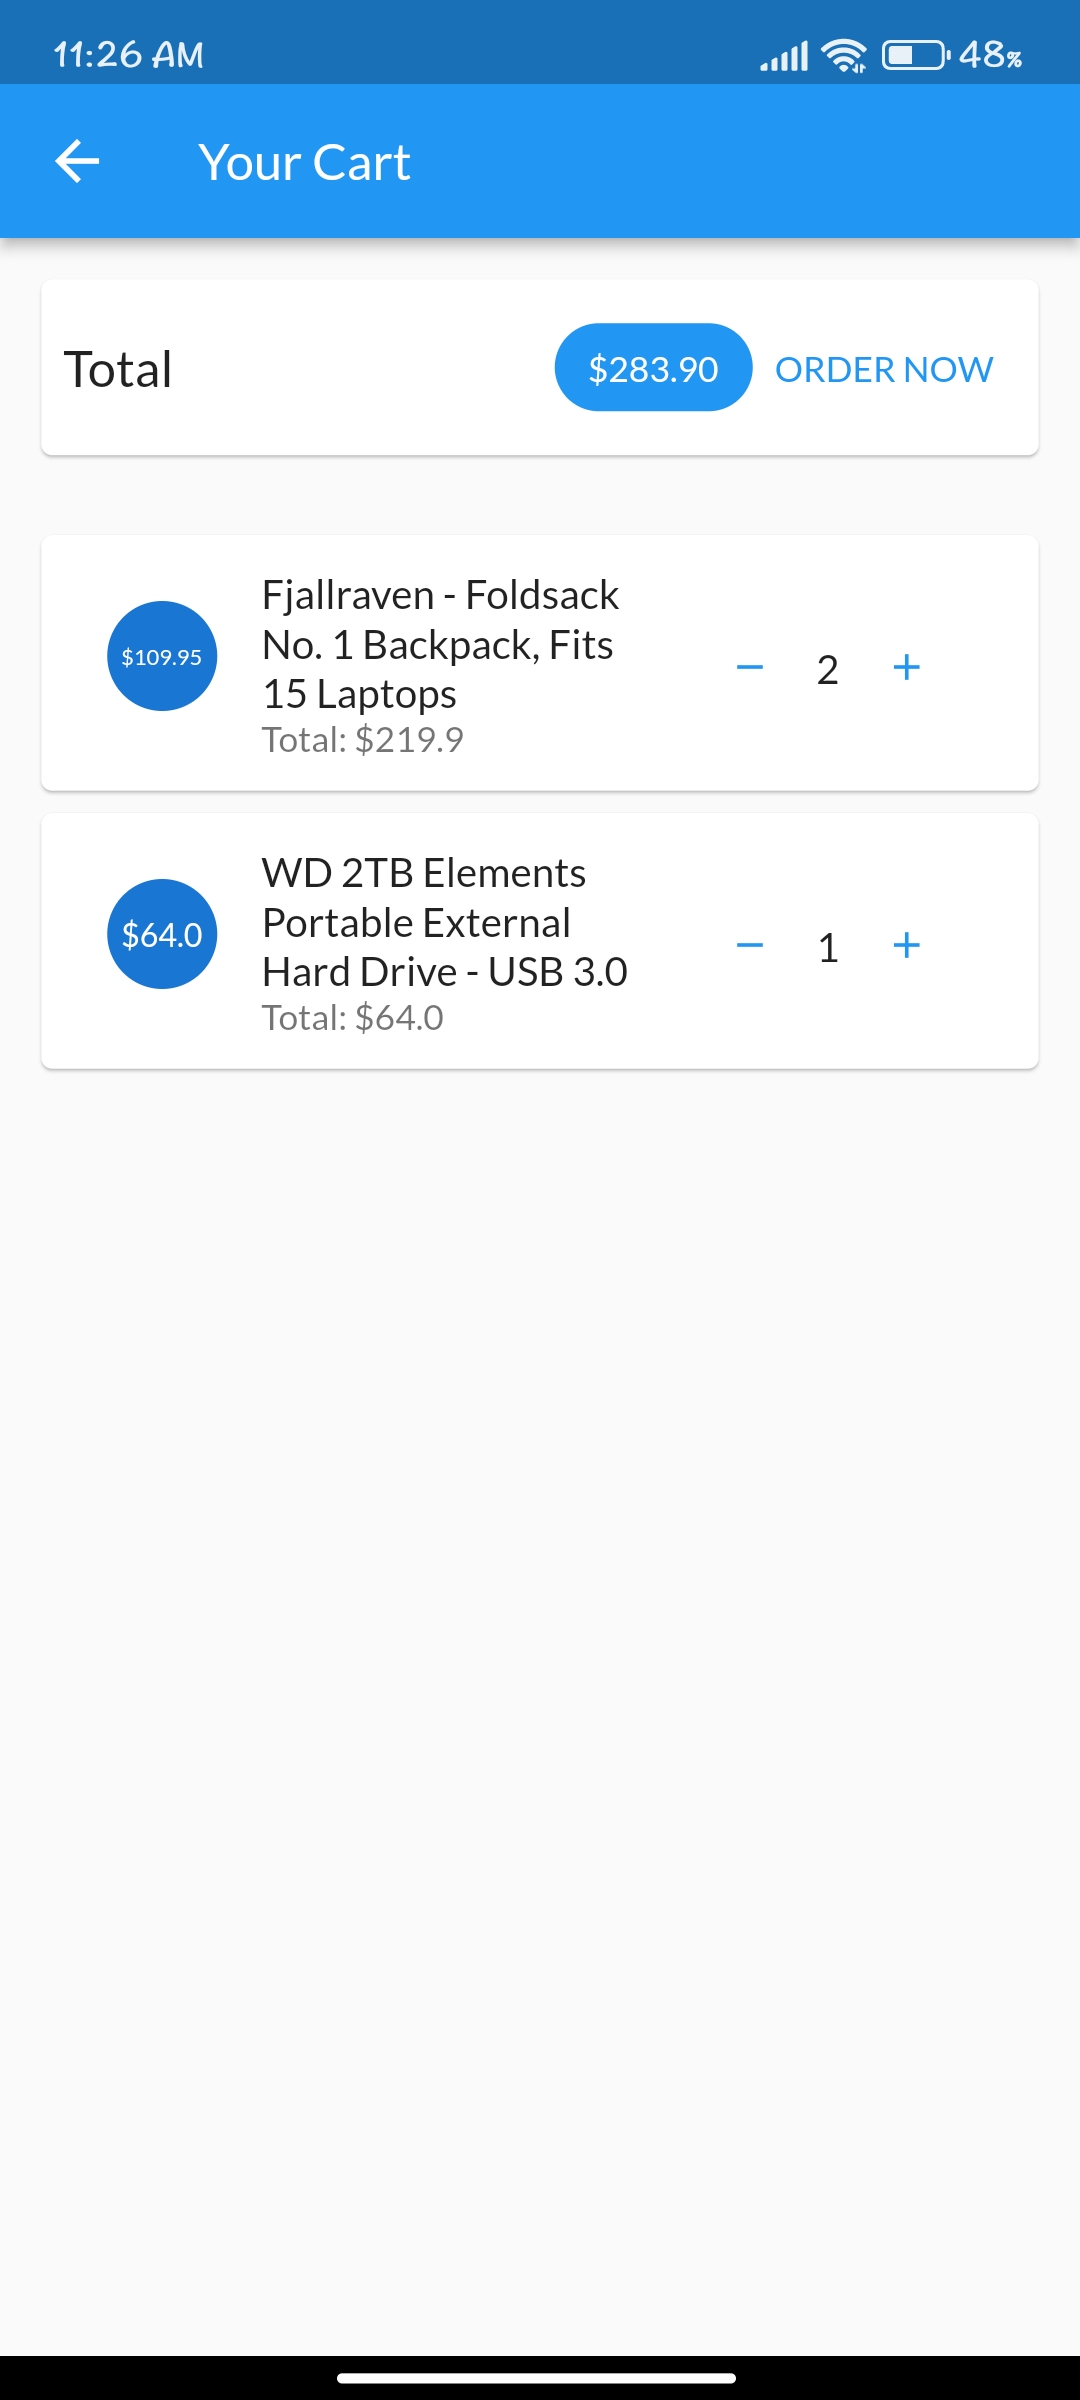 11:26 AM
48%
Your Cart
Total
$283.90
ORDER NOW
$109.95
Fjallraven - Foldsack
No. 1 Backpack, Fits
15 Laptops
Total: $219.9
2
$64.0
WD 2TB Elements
Portable External
Hard Drive - USB 3.0
Total: $64.0
1